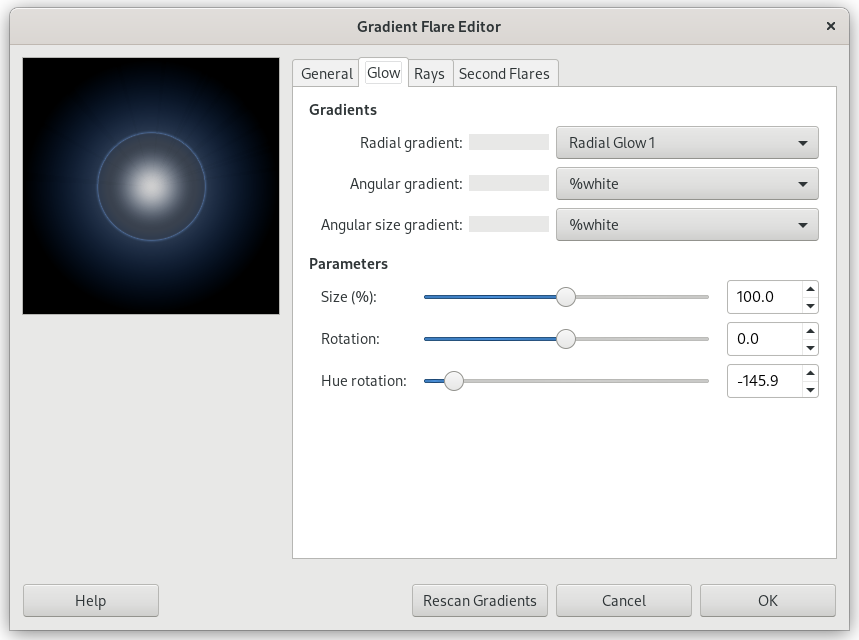 Gradient Flare Editor
General
Glow
Rays
Second Flares
Gradients
Radial gradient:
Radial Glow 1
Angular gradient:
%white
Angular size gradient:
%white
Parameters
Size (%):
100.0
Rotation:
0.0
Hue rotation:
-145.9
Help
Rescan Gradients
Cancel
OK